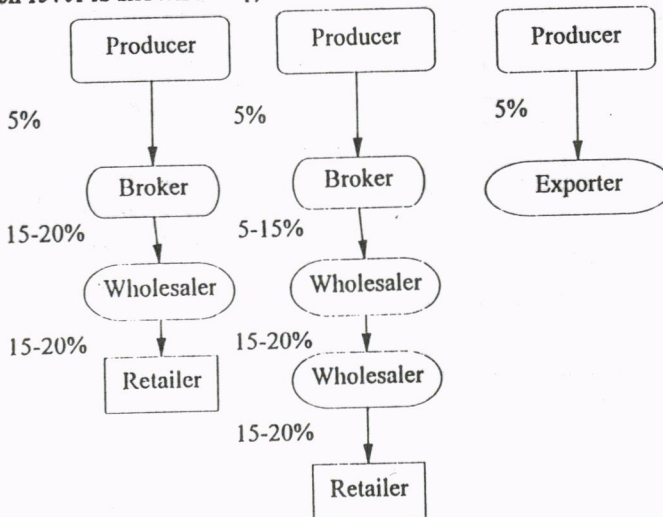 Producer Producer Producer
5% 5% 5%
Broker Broker Exporter
15-20% 5-15%
Wholesaler Wholesaler
15-20% 15-20%
Retailer Wholesaler
15-20%
Retailer